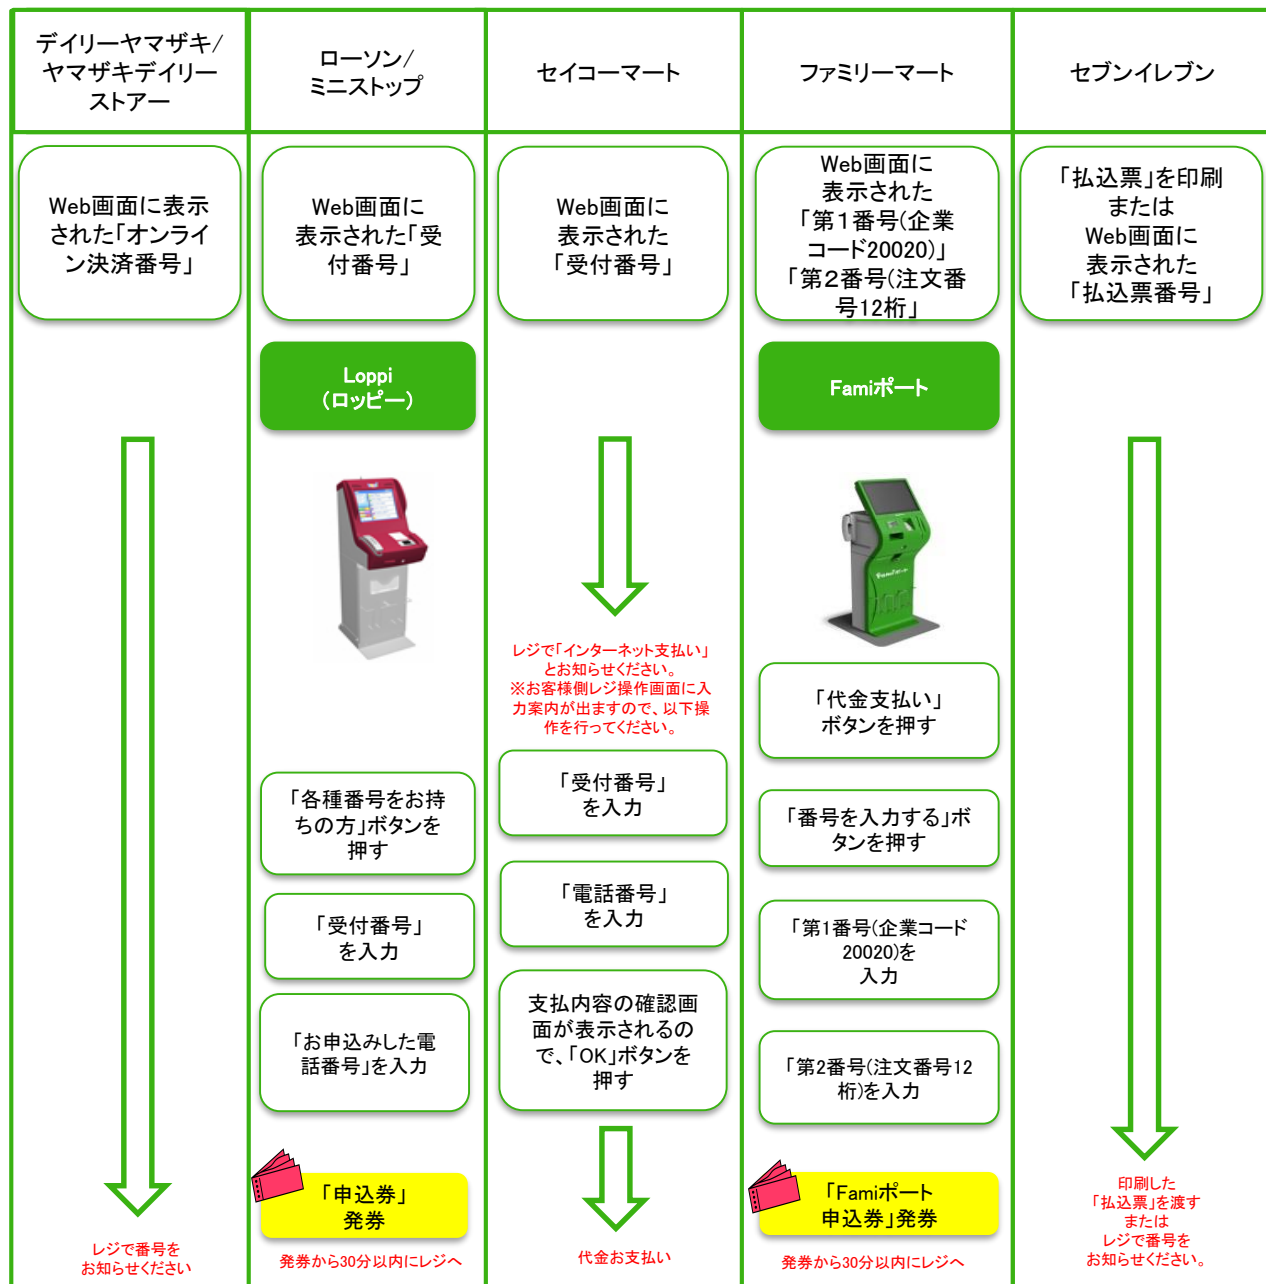 デイリーヤマザキ/
ヤマザキデイリー
ストアー
ローソン/
ミニストップ
セイコーマート
ファミリーマート
セブンイレブン
Web画面に表示
された「オンライ
ン決済番号」
Web画面に
表示された「受
付番号」
Web画面に
表示された
「受付番号」
Web画面に
表示された
「第１番号(企業
コード20020)」
「第２番号(注文番
号12桁」
「払込票」を印刷
または
Web画面に
表示された
「払込票番号」
Loppi
（ロッピー）
Famiポート
レジで「インターネット支払い」
とお知らせください。
※お客様側レジ操作画面に入
力案内が出ますので、以下操
作を行ってください。
「各種番号をお持
ちの方」ボタンを
押す
「受付番号」
を入力
「お申込みした電
話番号」を入力
「受付番号」
を入力
「電話番号」
を入力
支払内容の確認画
面が表示されるの
で、「OK」ボタンを
押す
「代金支払い」
ボタンを押す
「番号を入力する」ボ
タンを押す
「第1番号(企業コード
20020)を
入力
「第2番号(注文番号12
桁)を入力
レジで番号を
お知らせください
「申込券」
発券
発券から30分以内にレジへ
代金お支払い
「Famiポート
申込券」発券
発券から30分以内にレジへ
印刷した
「払込票」を渡す
または
レジで番号を
お知らせください。